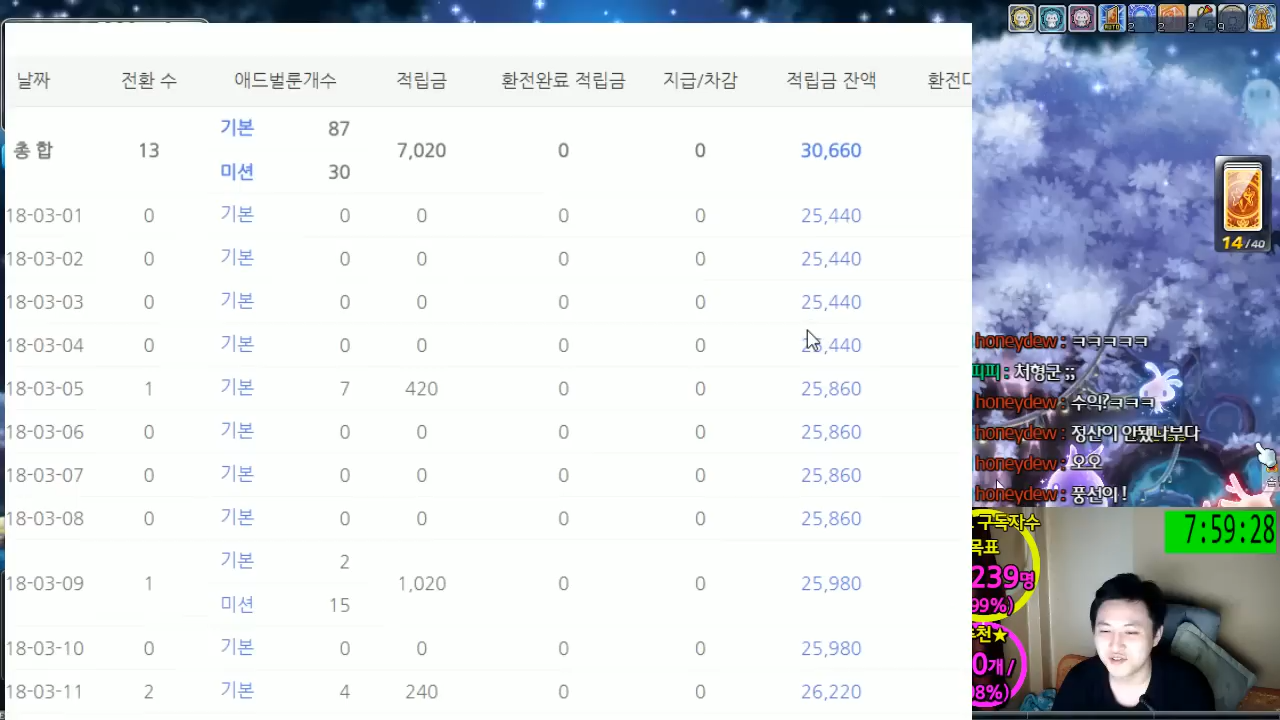 날짜 전환 수 애드벌룬개수 적립금 환전완료 적립금 지급/차감 적립금 잔액
총 합 13 기본 87 7,020 0 0 30,660
미션 30
18-03-01 0 기본 0 0 0 0 25,440
18-03-02 0 기본 0 0 0 0 25,440
18-03-03 0 기본 0 0 0 0 25,440
18-03-04 0 기본 0 0 0 0 ,440
18-03-05 1 기본 7 420 0 0 25,860
18-03-06 0 기본 0 0 0 0 25,860
18-03-07 0 기본 0 0 0 0 25,860
18-03-08 0 기본 0 0 0 0 25,860
18-03-09 1 기본 2 1,020 0 0 25,980
미션 15
18-03-10 0 기본 0 0 0 0 25,980
18-03-11 2 기본 4 240 0 0 26,220
AUTO 2 2 2 9
14/40
honeydew : ㅋㅋㅋㅋㅋ
피피 : 처형군 ;;
honeydew : 수익?ㅋㅋㅋ
honeydew : 정산이 안됐나부다
honeydew : 오오
honeydew : 풍선이 !
구독자수
목표
239명
99%)
7:59:28
천★
0개 /
98%)